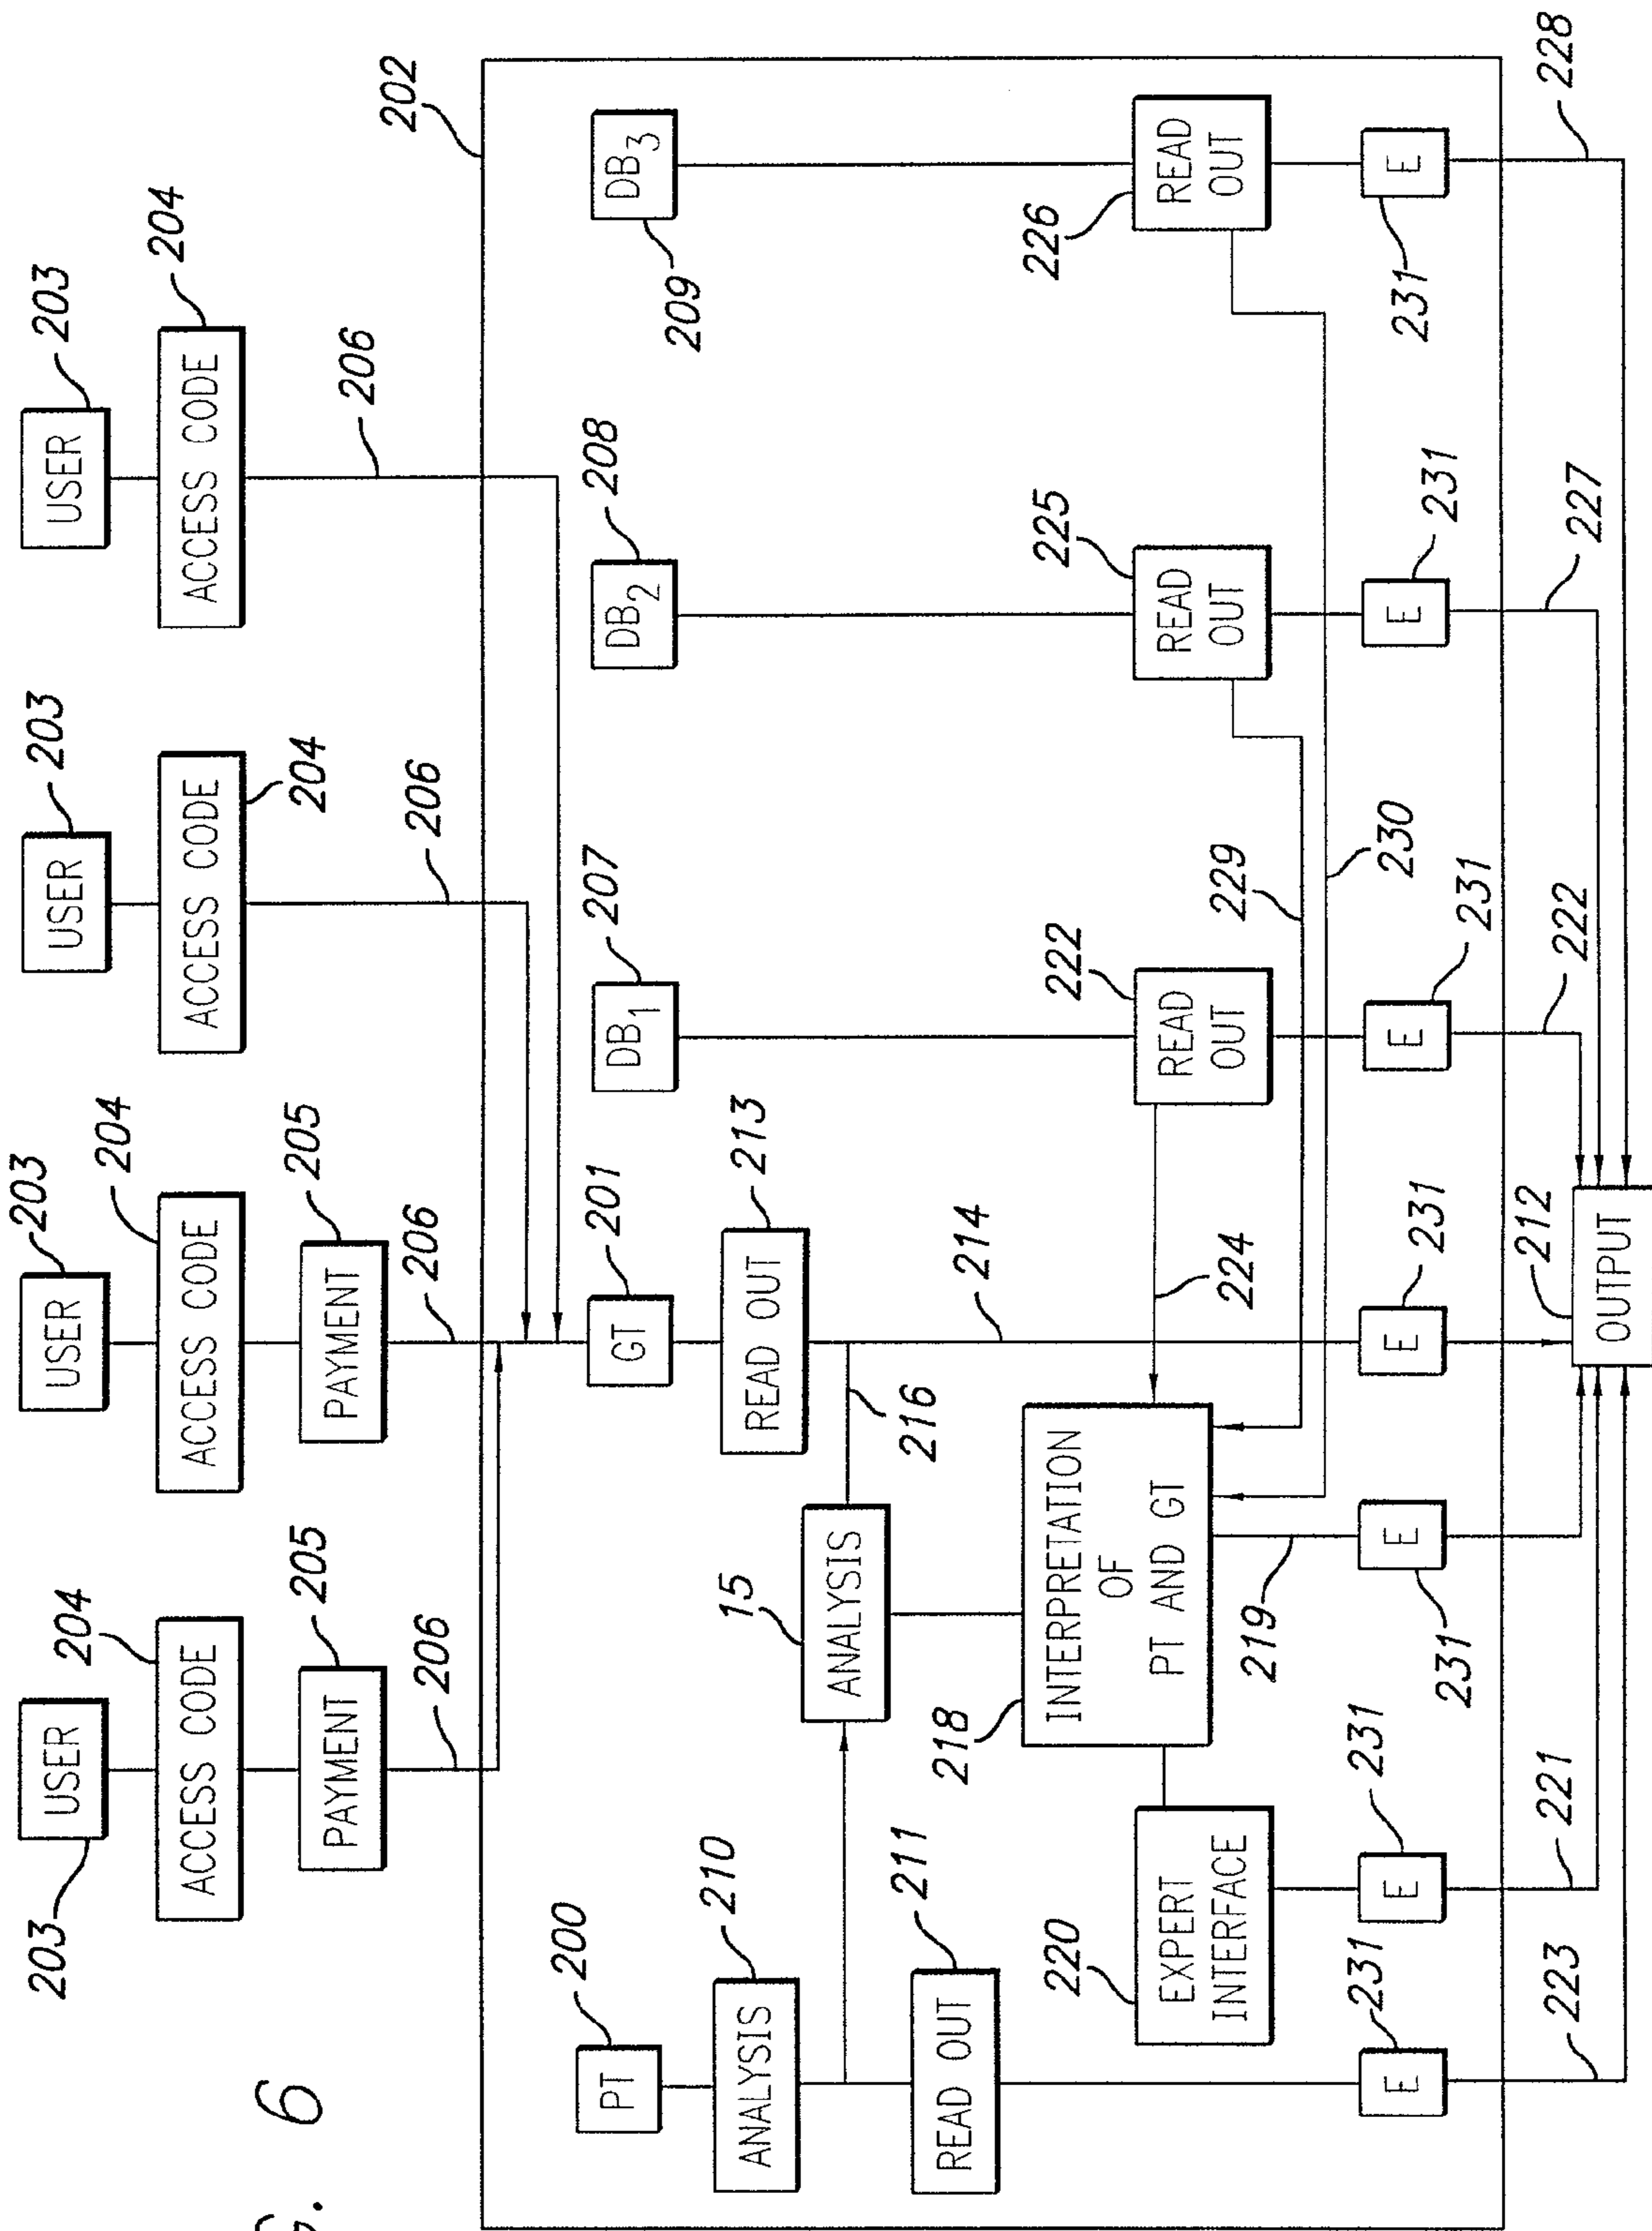 G. 6
203
USER
203
USER
203
USER
203
USER
204
ACCESS CODE
204
ACCESS CODE
204
ACCESS CODE
204
ACCESS CODE
205
PAYMENT
205
PAYMENT
206
206
206
206
202
200
PT
201
GT
207
DB1
208
DB2
209
DB3
210
ANALYSIS
213
READ OUT
15
ANALYSIS
216
211
READ OUT
214
218
INTERPRETATION
OF
PT AND GT
220
EXPERT
INTERFACE
222
READ
OUT
225
READ
OUT
226
READ
OUT
224
229
230
219
231
E
231
E
231
E
231
E
231
E
231
E
231
E
223
221
222
227
228
212
OUTPUT